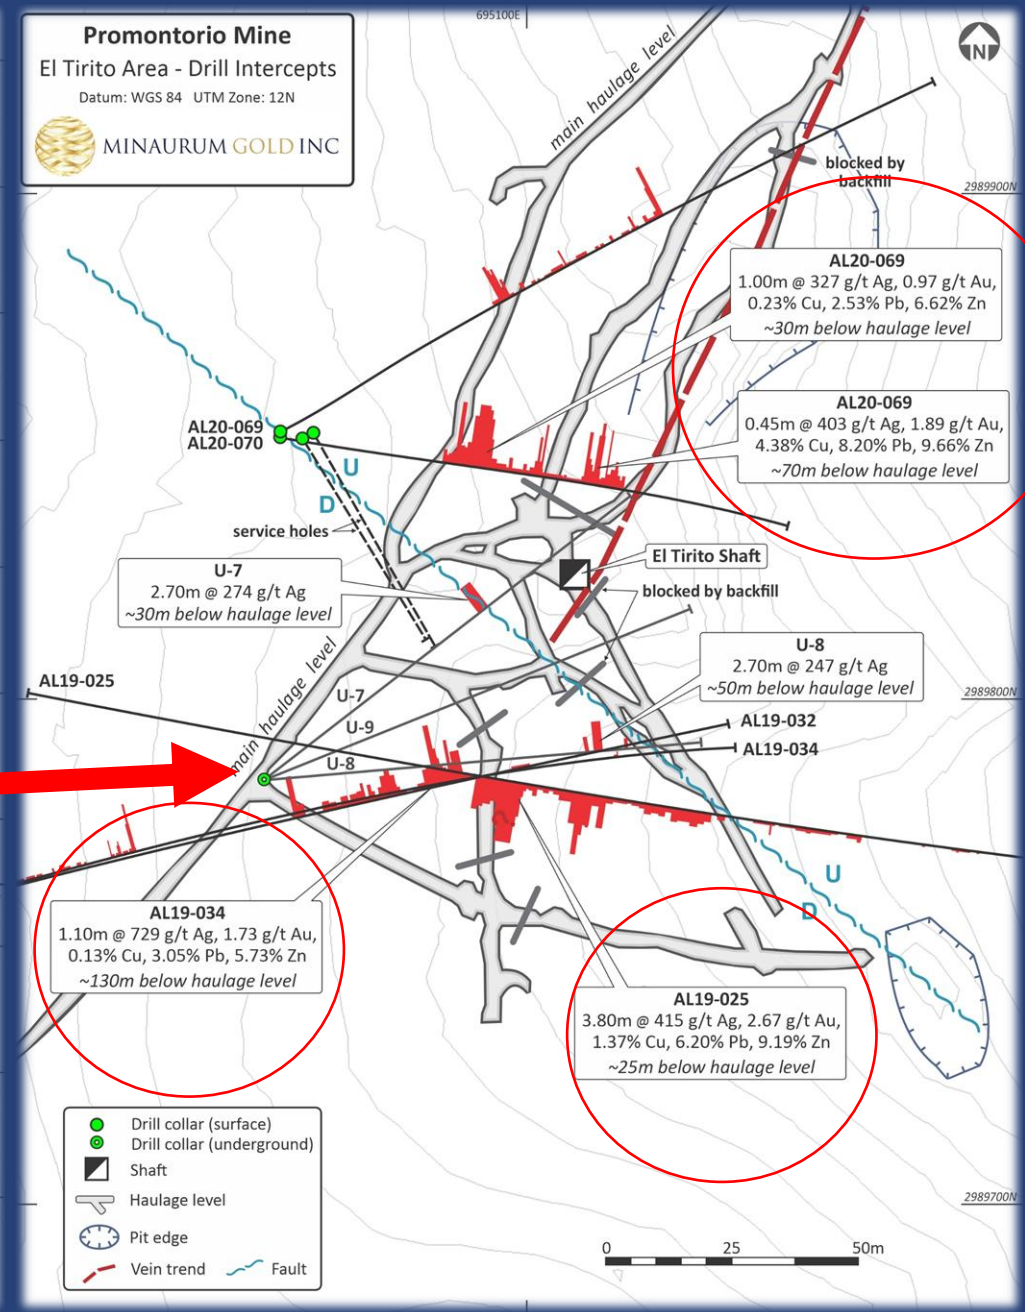 695100E
Promontorio Mine
El Tirito Area - Drill Intercepts
Datum: WGS 84 UTM Zone: 12N
MINAURUM GOLD INC
N
main haulage level
blocked by
backfill
2989900N
AL20-069
1.00m @ 327 g/t Ag, 0.97 g/t Au,
0.23% Cu, 2.53% Pb, 6.62% Zn
~30m below haulage level
AL20-069
0.45m @ 403 g/t Ag, 1.89 g/t Au,
4.38% Cu, 8.20% Pb, 9.66% Zn
~70m below haulage level
AL20-069
AL20-070
U
D
service holes
El Tirito Shaft
U-7
2.70m @ 274 g/t Ag
~30m below haulage level
blocked by backfill
U-8
2.70m @ 247 g/t Ag
~50m below haulage level
main haulage level
AL19-025
2989800N
U-7
U-9
U-8
AL19-032
AL19-034
?
U
D
AL19-034
1.10m @ 729 g/t Ag, 1.73 g/t Au,
0.13% Cu, 3.05% Pb, 5.73% Zn
~130m below haulage level
AL19-025
3.80m @ 415 g/t Ag, 2.67 g/t Au,
1.37% Cu, 6.20% Pb, 9.19% Zn
~25m below haulage level
Drill collar (surface)
Drill collar (underground)
Shaft
Haulage level
Pit edge
Vein trend Fault
2989700N
0 25 50m